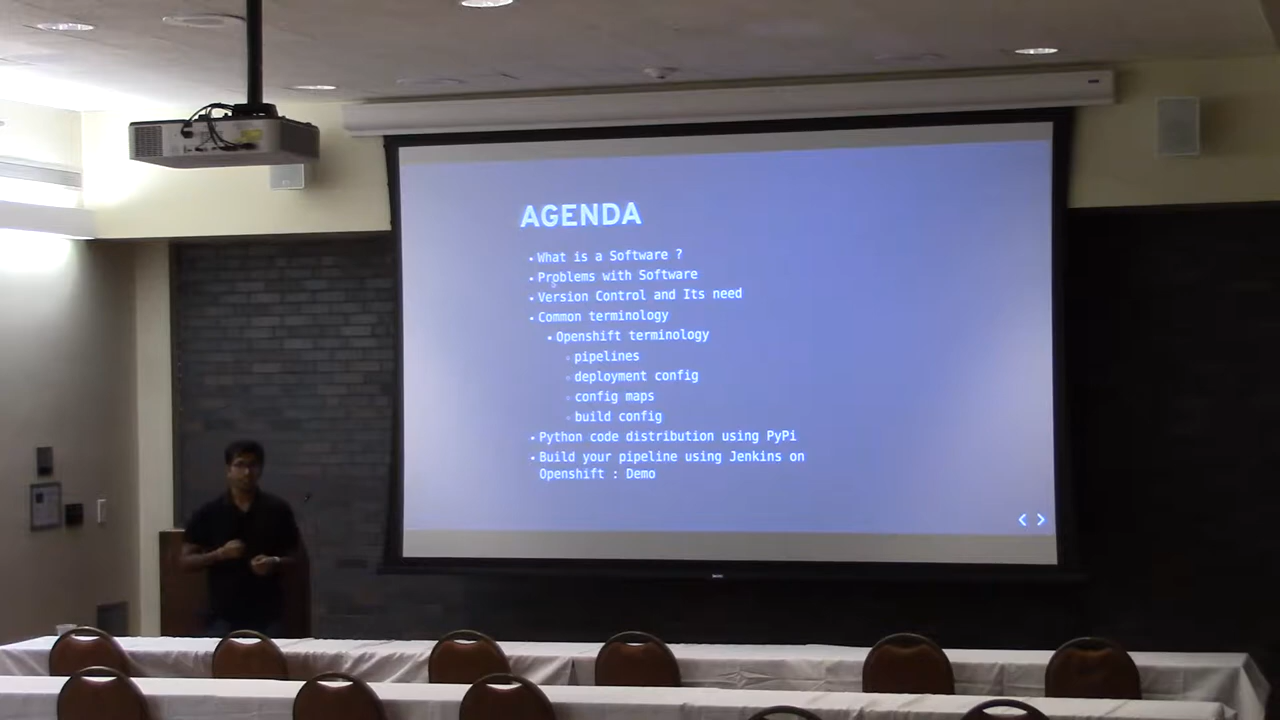 AGENDA
What is a Software ?
Problems with Software
Version Control and Its need
Common terminology
Openshift terminology
pipelines
deployment config
config maps
build config
Python code distribution using PyPi
Build your pipeline using Jenkins on
Openshift : Demo